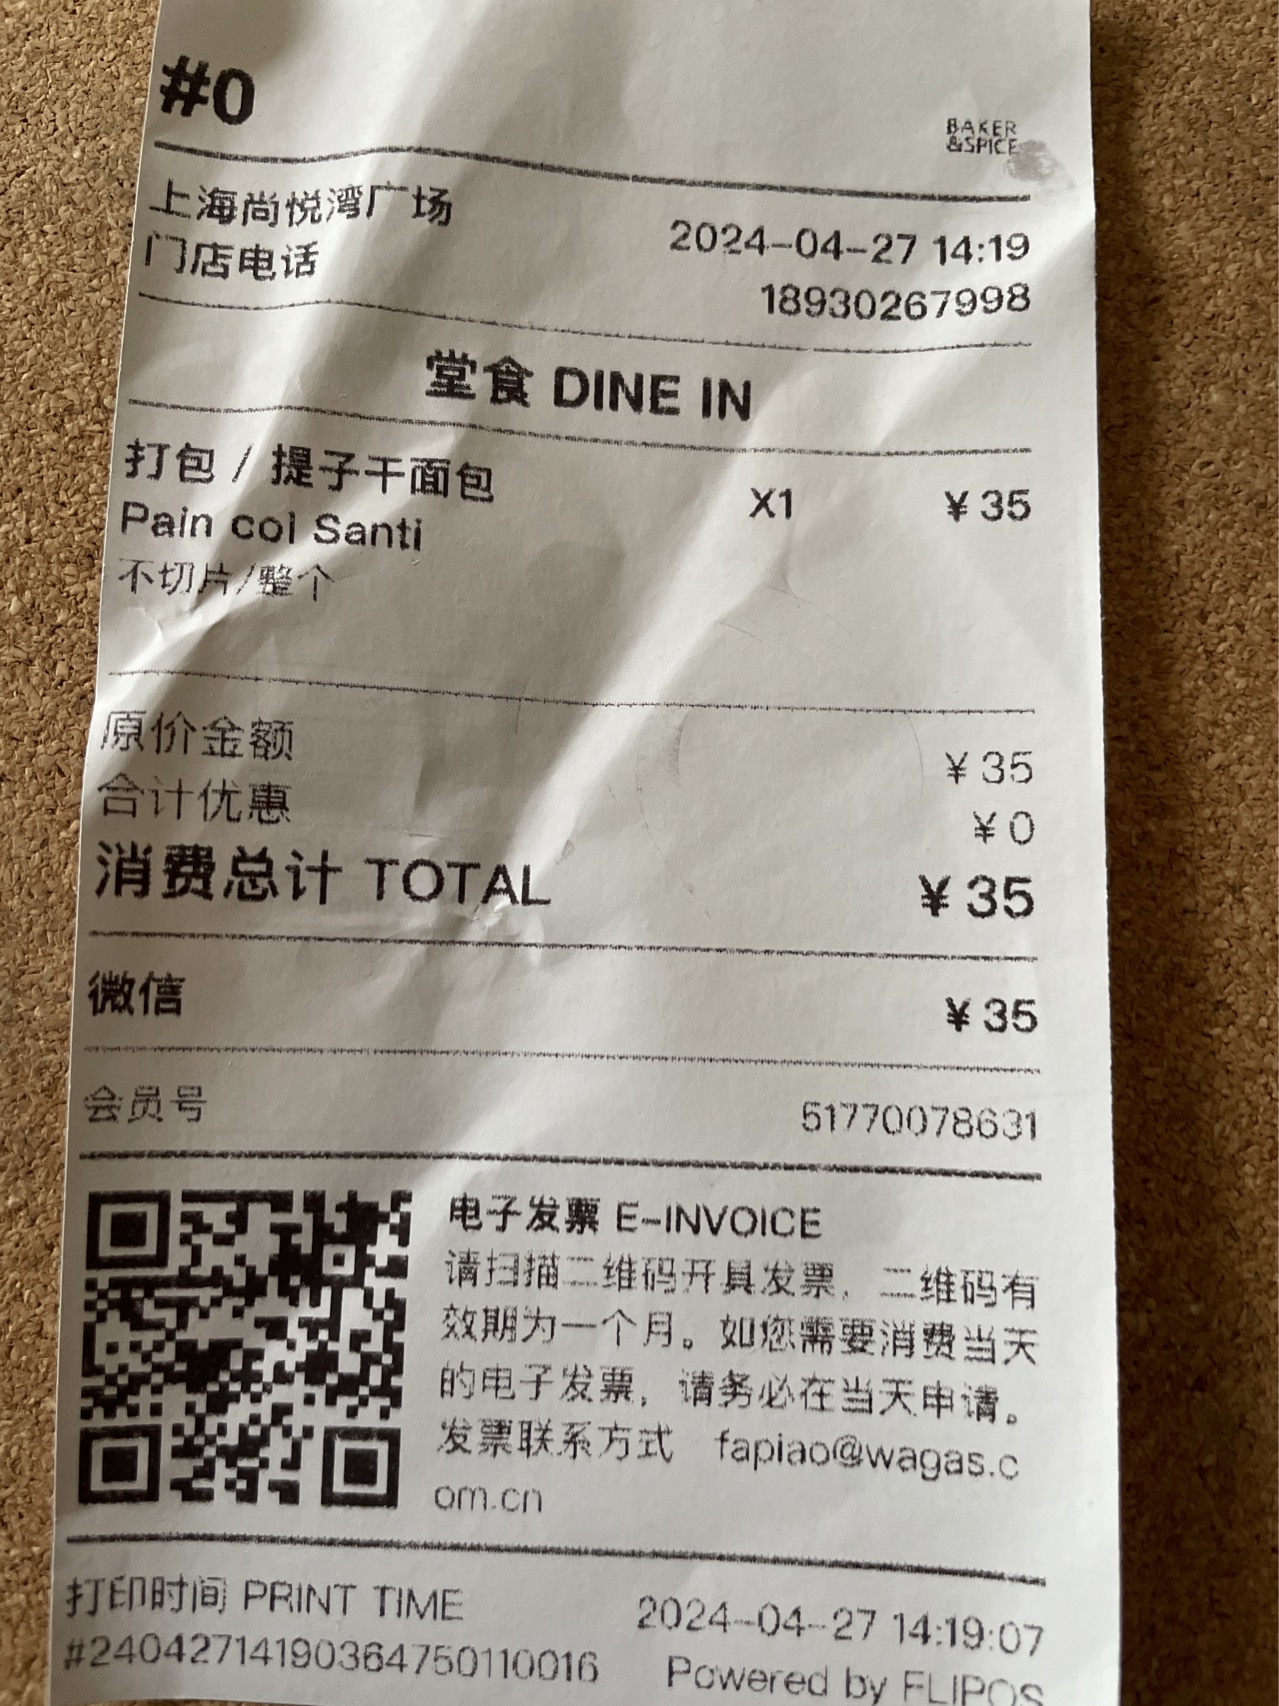 #0
BAKER
&SPICE
上海尚悦湾广场 2024-04-27 14:19
门店电话 18930267998
堂食 DINE IN
打包 / 提子干面包 X1 ¥35
Pain coi Santi
不切片/整个
原价金额 ¥35
合计优惠 ¥0
消费总计 TOTAL ¥35
微信 ¥35
会员号 51770078631
电子发票 E-INVOICE
请扫描二维码开具发票，二维码有
效期为一个月。如您需要消费当天
的电子发票，请务必在当天申请。
发票联系方式 fapiao@wagas.c
om.cn
打印时间 PRINT TIME 2024-04-27 14:19:07
#240427141903647501​10016 Powered by FLIPOS